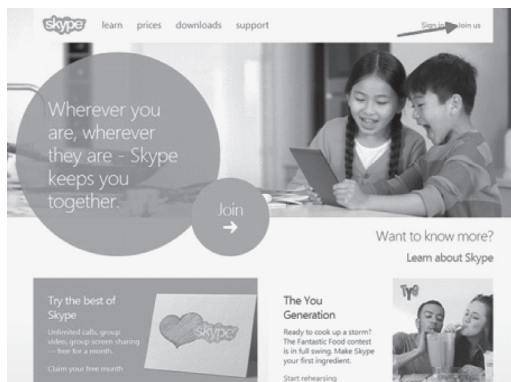 skype learn prices downloads support Sign in Join us
Wherever you
are, wherever
they are - Skype
keeps you
together.
Join
Want to know more?
Learn about Skype
Try the best of
Skype
Unlimited calls, group
video, group screen sharing
— free for a month.
Claim your free month
skype
The You
Generation
Ready to cook up a storm?
The Fantastic Food contest
is in full swing. Make Skype
your first ingredient.
Start rehearsing
TYG